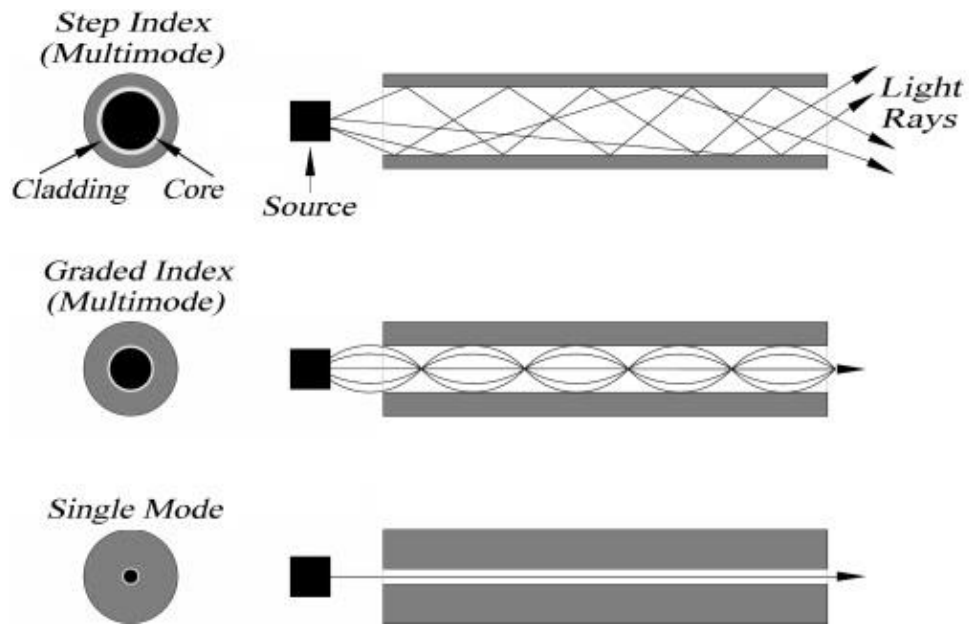 Step Index
(Multimode)
Cladding
Core
Source
Light
Rays
Graded Index
(Multimode)
Single Mode